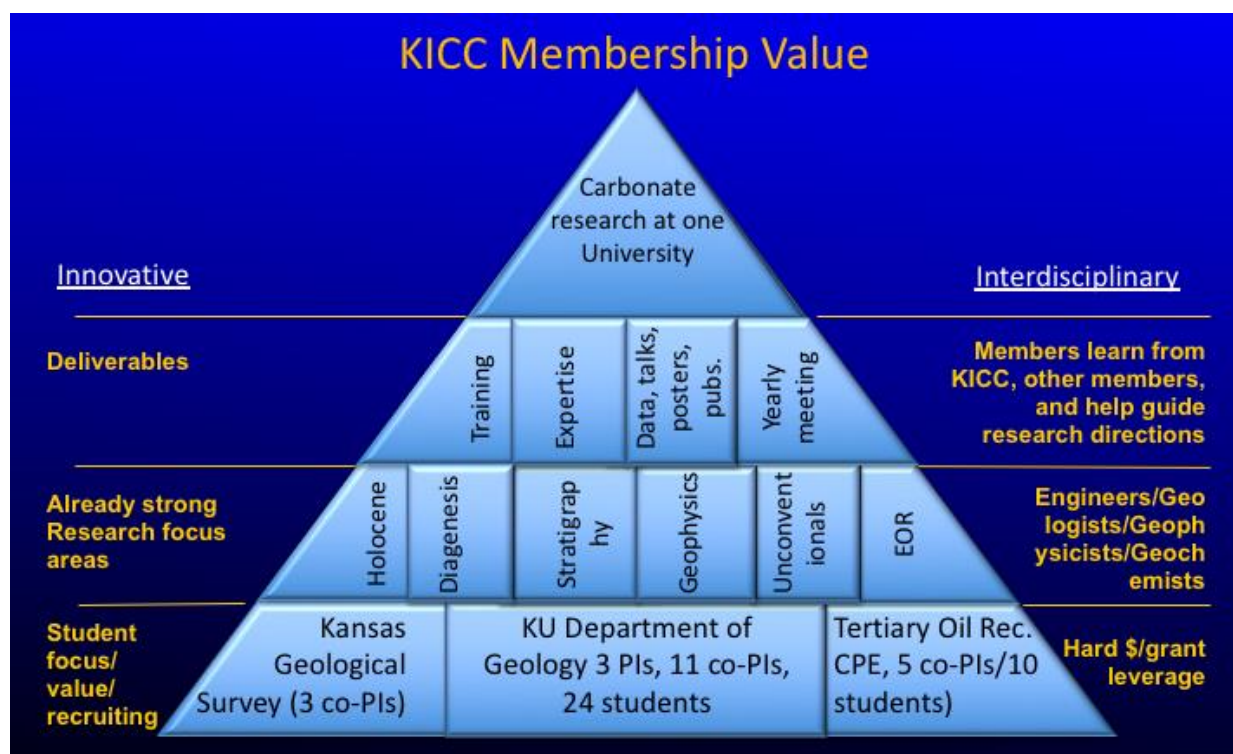 KICC Membership Value
Carbonate
research at one
University
Innovative
Interdisciplinary
Deliverables
Training
Expertise
Data, talks,
posters,
pubs.
Yearly
meeting
Members learn from
KICC, other members,
and help guide
research directions
Already strong
Research focus
areas
Holocene
Diagenesis
Stratigrap
hy
Geophysics
Unconvent
ionals
EOR
Engineers/Geo
logists/Geoph
ysicists/Geoch
emists
Student
focus/
value/
recruiting
Kansas
Geological
Survey (3 co-PIs)
KU Department of
Geology 3 PIs, 11 co-PIs,
24 students
Tertiary Oil Rec.
CPE, 5 co-PIs/10
students)
Hard $/grant
leverage